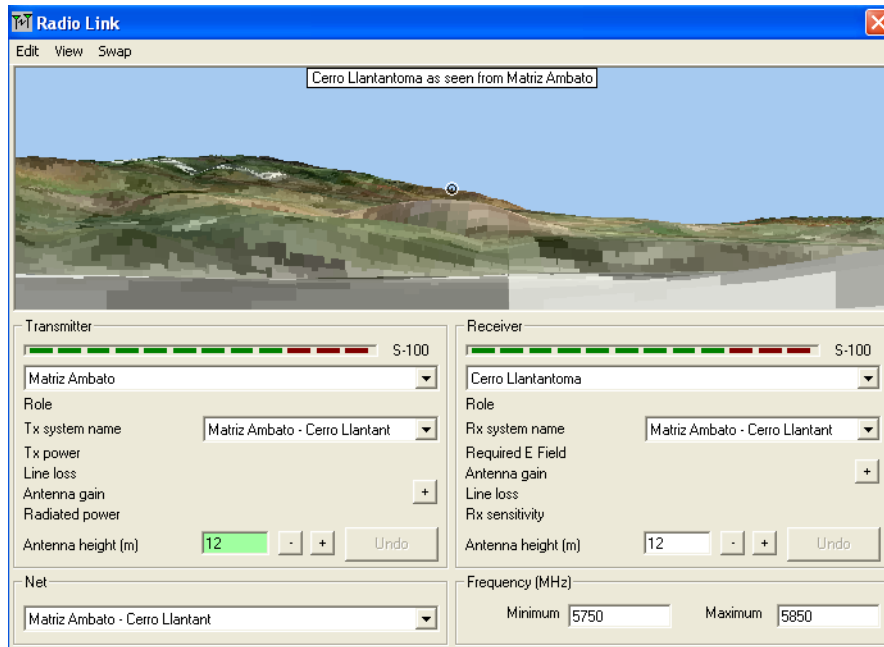 Radio Link
Edit View Swap
Cerro Llantantoma as seen from Matriz Ambato
Transmitter
S-100
Matriz Ambato
Role
Tx system name Matriz Ambato - Cerro Llantant
Tx power
Line loss
Antenna gain +
Radiated power
Antenna height (m) 12 - + Undo
Receiver
S-100
Cerro Llantantoma
Role
Rx system name Matriz Ambato - Cerro Llantant
Required E Field
Antenna gain +
Line loss
Rx sensitivity
Antenna height (m) 12 - + Undo
Net
Matriz Ambato - Cerro Llantant
Frequency (MHz)
Minimum 5750 Maximum 5850